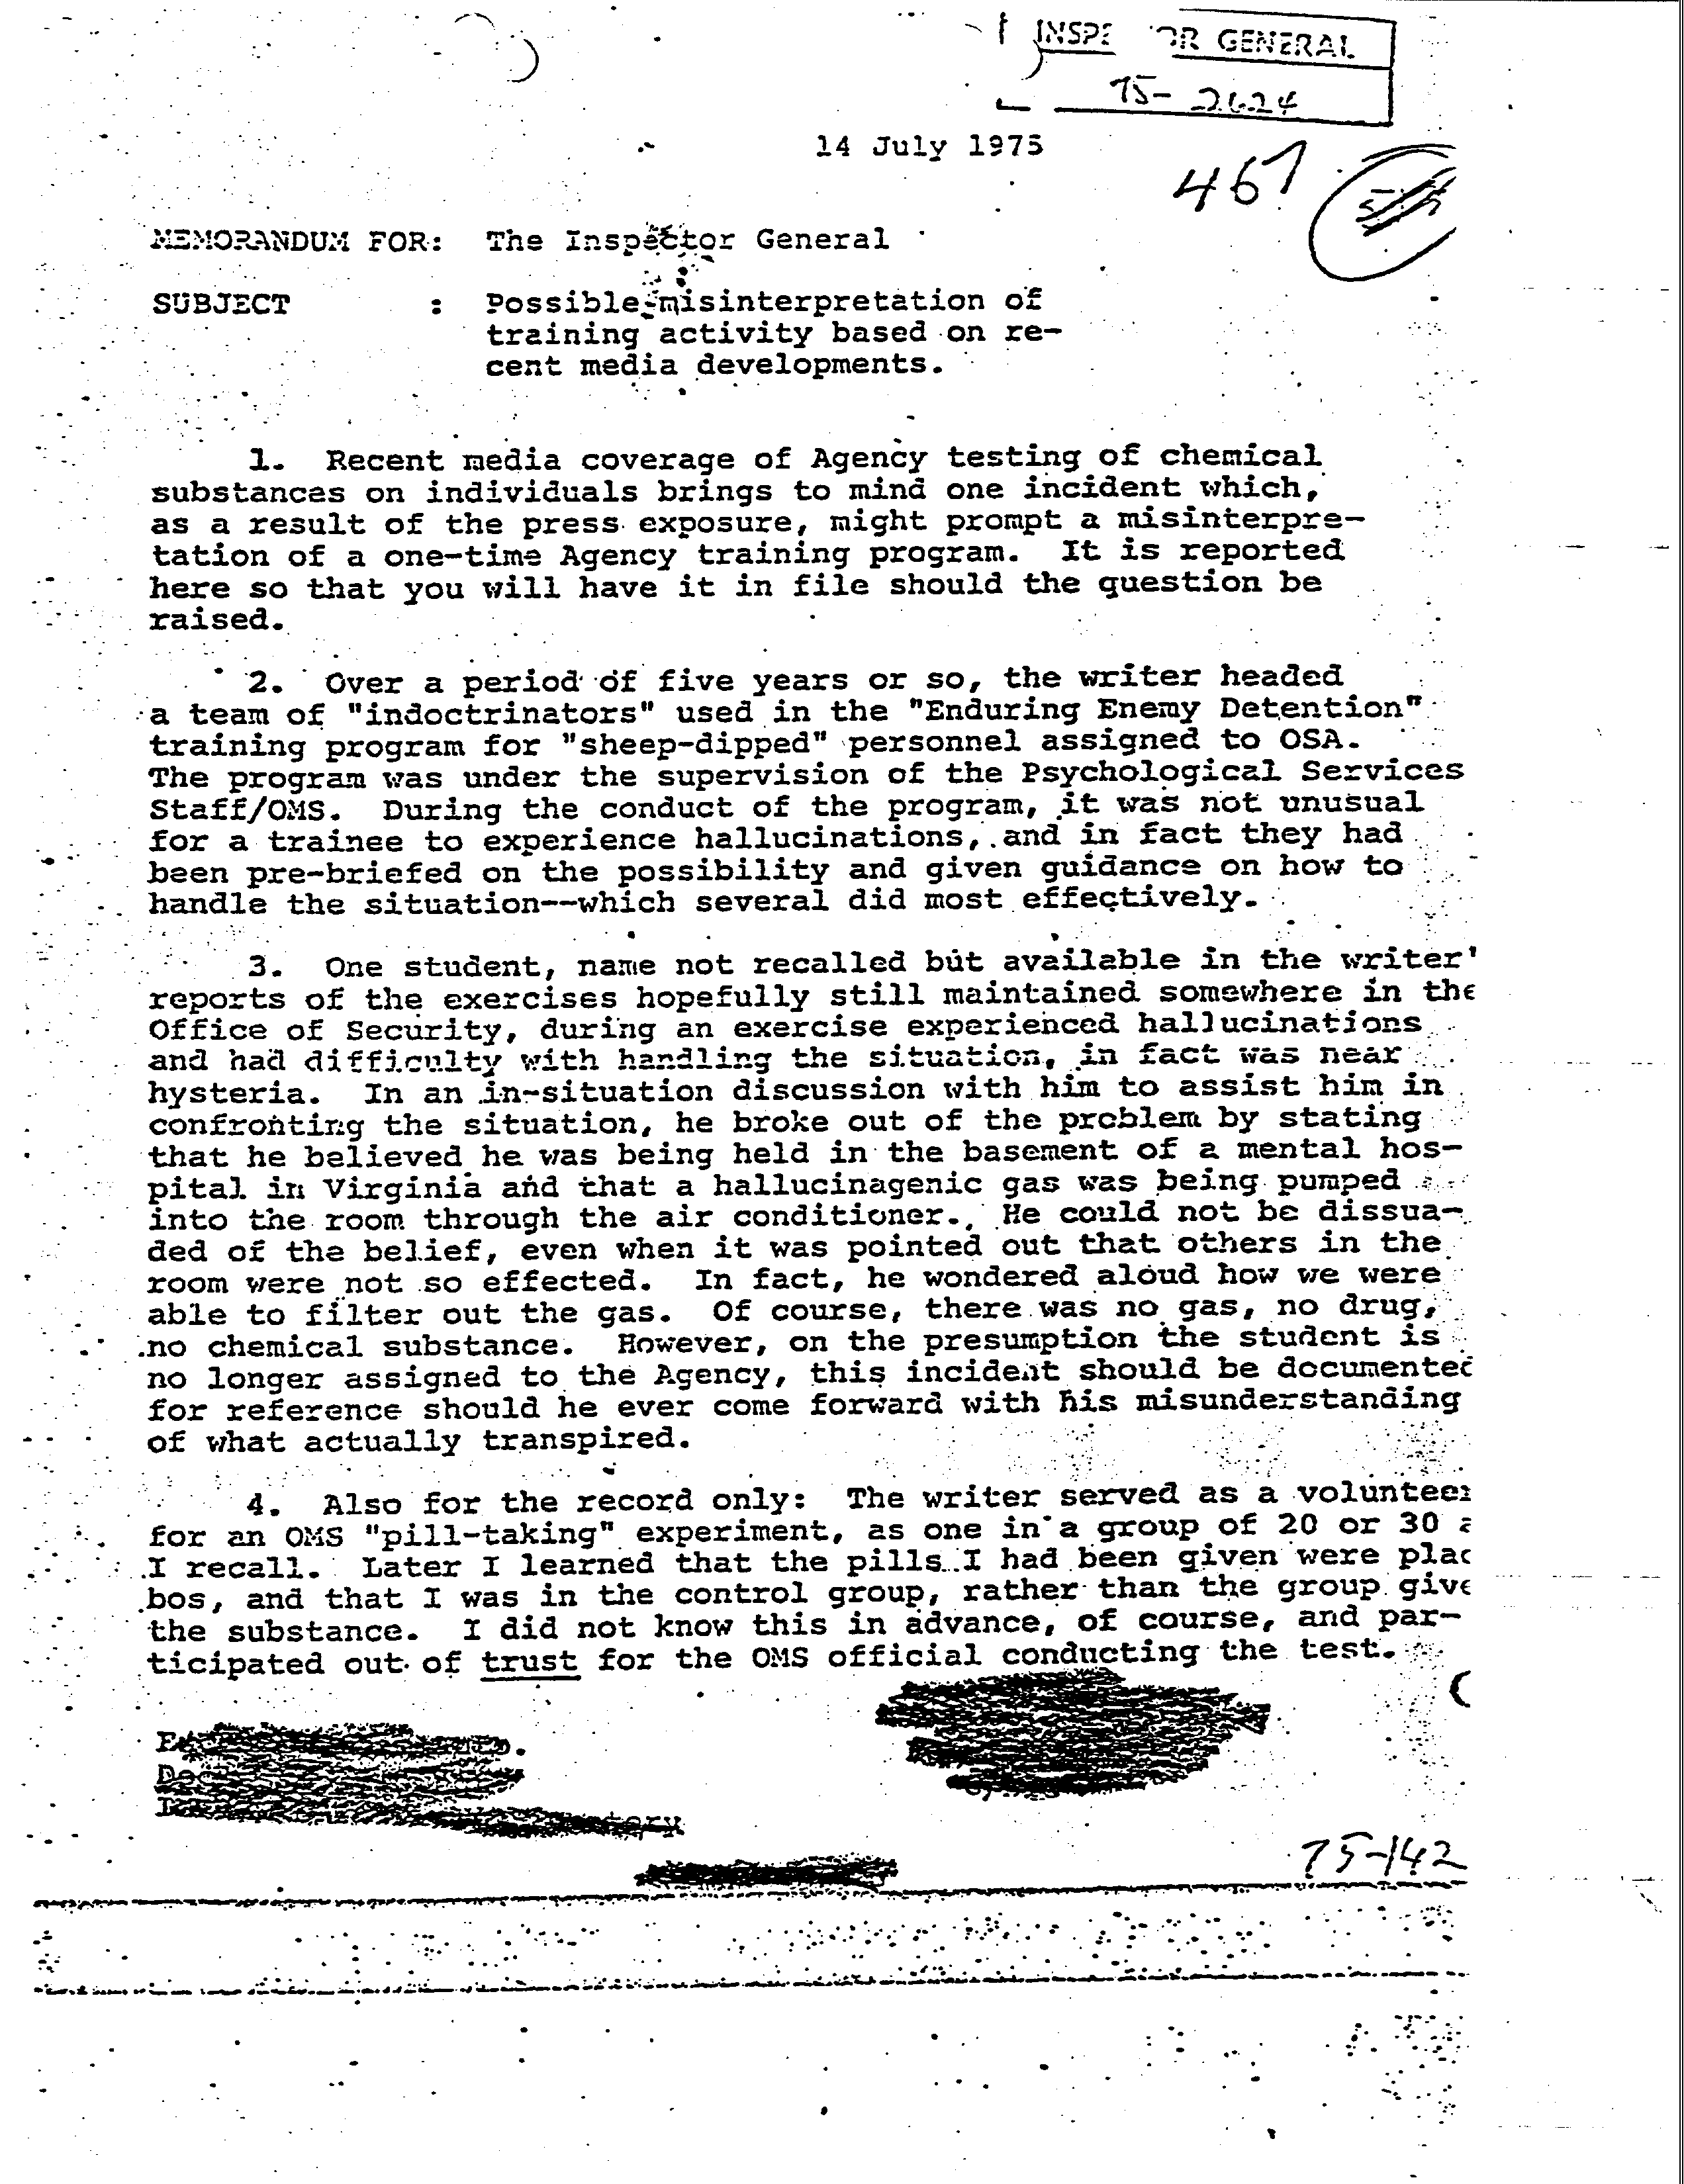 INSPE OR GENERAL
75- 2624
14 July 1975
467
MEMORANDUM FOR: The Inspector General
SUBJECT : Possible misinterpretation of
training activity based on re-
cent media developments.
1. Recent media coverage of Agency testing of chemical
substances on individuals brings to mind one incident which,
as a result of the press exposure, might prompt a misinterpre-
tation of a one-time Agency training program. It is reported
here so that you will have it in file should the question be
raised.
2. Over a period of five years or so, the writer headed
a team of "indoctrinators" used in the "Enduring Enemy Detention"
training program for "sheep-dipped" personnel assigned to OSA.
The program was under the supervision of the Psychological Services
Staff/OMS. During the conduct of the program, it was not unusual
for a trainee to experience hallucinations, and in fact they had
been pre-briefed on the possibility and given guidance on how to
handle the situation--which several did most effectively.
3. One student, name not recalled but available in the writer'
reports of the exercises hopefully still maintained somewhere in the
Office of Security, during an exercise experienced hallucinations
and had difficulty with handling the situation, in fact was near
hysteria. In an in-situation discussion with him to assist him in
confronting the situation, he broke out of the problem by stating
that he believed he was being held in the basement of a mental hos-
pital in Virginia and that a hallucinagenic gas was being pumped
into the room through the air conditioner. He could not be dissua-
ded of the belief, even when it was pointed out that others in the
room were not so effected. In fact, he wondered aloud how we were
able to filter out the gas. Of course, there was no gas, no drug,
no chemical substance. However, on the presumption the student is
no longer assigned to the Agency, this incident should be documented
for reference should he ever come forward with his misunderstanding
of what actually transpired.
4. Also for the record only: The writer served as a volunteer
for an OMS "pill-taking" experiment, as one in a group of 20 or 30 a
I recall. Later I learned that the pills I had been given were plac
bos, and that I was in the control group, rather than the group give
the substance. I did not know this in advance, of course, and par-
ticipated out of trust for the OMS official conducting the test.
75-142